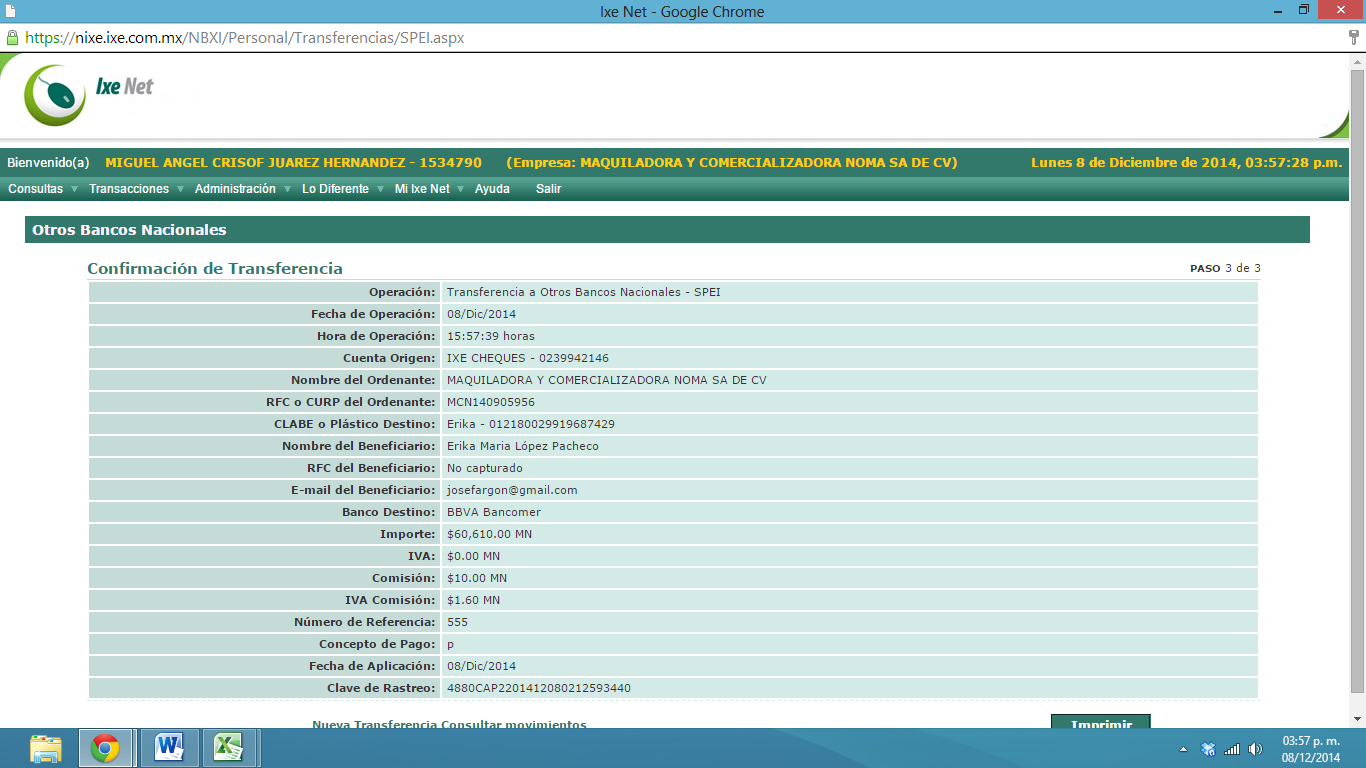 Ixe Net - Google Chrome
https://nixe.ixe.com.mx/NBXI/Personal/Transferencias/SPEI.aspx
Ixe Net
Bienvenido(a) MIGUEL ANGEL CRISOF JUAREZ HERNANDEZ - 1534790 (Empresa: MAQUILADORA Y COMERCIALIZADORA NOMA SA DE CV) Lunes 8 de Diciembre de 2014, 03:57:28 p.m.
Consultas Transacciones Administración Lo Diferente Mi Ixe Net Ayuda Salir
Otros Bancos Nacionales
Confirmación de Transferencia PASO 3 de 3
Operación: Transferencia a Otros Bancos Nacionales - SPEI
Fecha de Operación: 08/Dic/2014
Hora de Operación: 15:57:39 horas
Cuenta Origen: IXE CHEQUES - 0239942146
Nombre del Ordenante: MAQUILADORA Y COMERCIALIZADORA NOMA SA DE CV
RFC o CURP del Ordenante: MCN140905956
CLABE o Plástico Destino: Erika - 012180029919687429
Nombre del Beneficiario: Erika Maria López Pacheco
RFC del Beneficiario: No capturado
E-mail del Beneficiario: josefargon@gmail.com
Banco Destino: BBVA Bancomer
Importe: $60,610.00 MN
IVA: $0.00 MN
Comisión: $10.00 MN
IVA Comisión: $1.60 MN
Número de Referencia: 555
Concepto de Pago: p
Fecha de Aplicación: 08/Dic/2014
Clave de Rastreo: 4880CAP2201412080212593440
Nueva Transferencia Consultar movimientos Imprimir
03:57 p. m.
08/12/2014